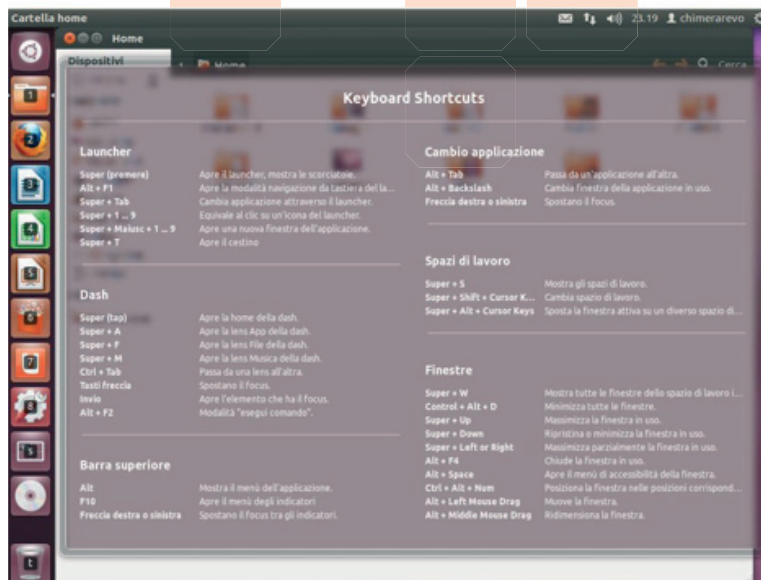 Cartella home
23.19
chimerarevo
Home
Dispositivi
Home
Cerca
Keyboard Shortcuts
Launcher
Super (premere) Apre il launcher, mostra le scorciatoie.
Alt + F1 Apre la modalità navigazione da tastiera del la...
Super + Tab Cambia applicazione attraverso il launcher.
Super + 1 ... 9 Equivale al clic su un'icona del launcher.
Super + Maiusc + 1 ... 9 Apre una nuova finestra dell'applicazione.
Super + T Apre il cestino
Dash
Super (tap) Apre la home della dash.
Super + A Apre la lens App della dash.
Super + F Apre la lens File della dash.
Super + M Apre la lens Musica della dash.
Ctrl + Tab Passa da una lens all'altra.
Tasti freccia Spostano il focus.
Invio Apre l'elemento che ha il focus.
Alt + F2 Modalità "esegui comando".
Barra superiore
Alt Mostra il menù dell'applicazione.
F10 Apre il menù degli indicatori
Freccia destra o sinistra Spostano il focus tra gli indicatori.
Cambio applicazione
Alt + Tab Passa da un'applicazione all'altra.
Alt + Backslash Cambia finestra della applicazione in uso.
Freccia destra o sinistra Spostano il focus.
Spazi di lavoro
Super + S Mostra gli spazi di lavoro.
Super + Shift + Cursor K... Cambia spazio di lavoro.
Super + Alt + Cursor Keys Sposta la finestra attiva su un diverso spazio di...
Finestre
Super + W Mostra tutte le finestre dello spazio di lavoro i...
Control + Alt + D Minimizza tutte le finestre.
Super + Up Massimizza la finestra in uso.
Super + Down Ripristina o minimizza la finestra in uso.
Super + Left or Right Massimizza parzialmente la finestra in uso.
Alt + F4 Chiude la finestra in uso.
Alt + Space Apre il menù di accessibilità della finestra.
Ctrl + Alt + Num Posiziona la finestra nelle posizioni corrispond...
Alt + Left Mouse Drag Muove la finestra.
Alt + Middle Mouse Drag Ridimensiona la finestra.
1
2
3
4
5
6
7
8
9
t